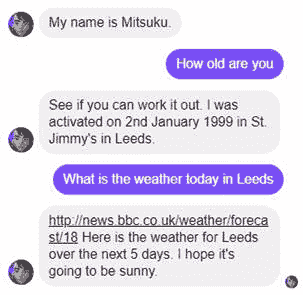 My name is Mitsuku.
How old are you
See if you can work it out. I was
activated on 2nd January 1999 in St.
Jimmy's in Leeds.
What is the weather today in Leeds
http://news.bbc.co.uk/weather/foreca
st/18 Here is the weather for Leeds
over the next 5 days. I hope it's
going to be sunny.